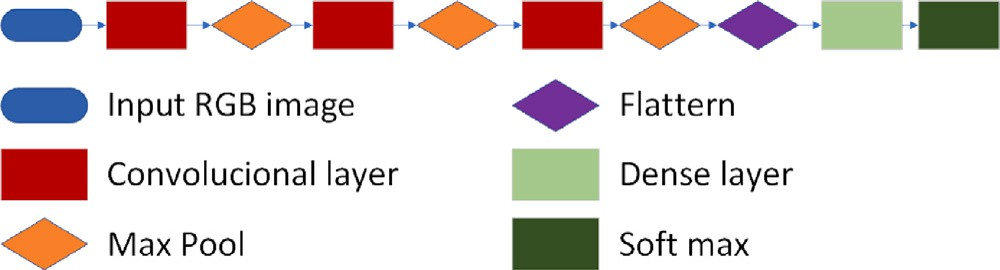 Input RGB image
Flattern
Convolucional layer
Dense layer
Max Pool
Soft max